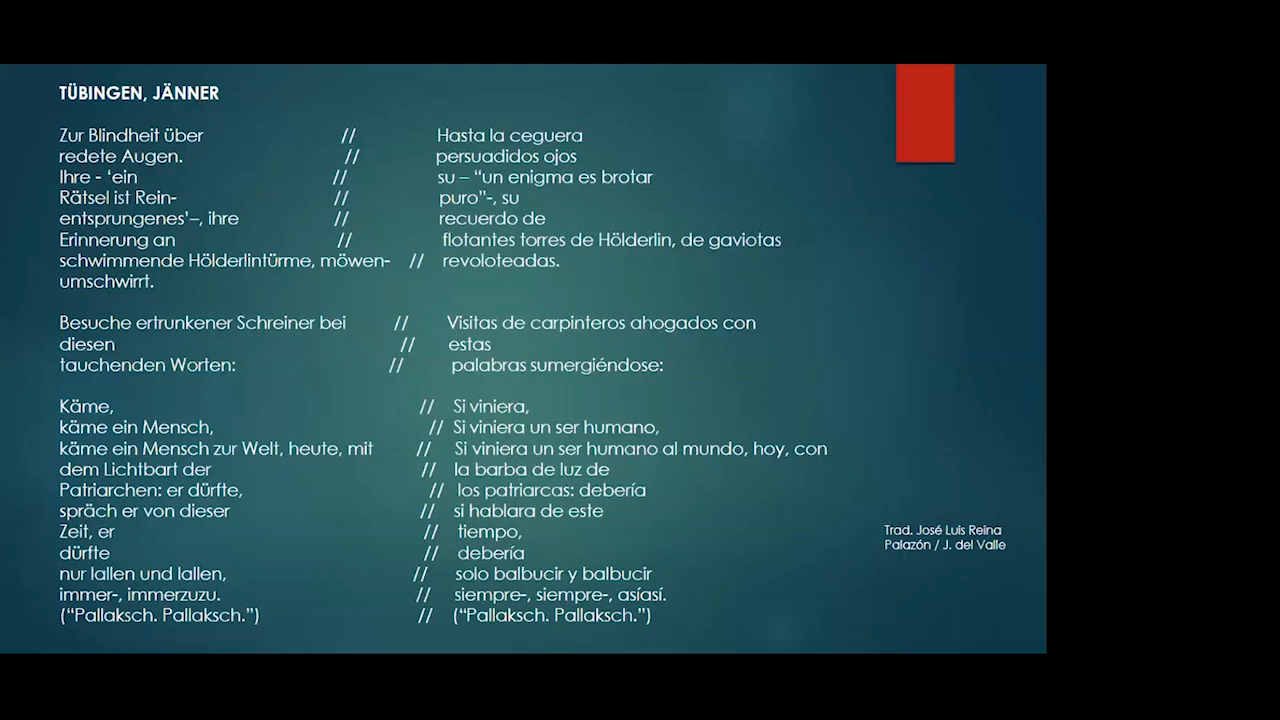 TÜBINGEN, JÄNNER
Zur Blindheit über // Hasta la ceguera
redete Augen. // persuadidos ojos
Ihre - ‘ein // su – “un enigma es brotar
Rätsel ist Rein- // puro”-, su
entsprungenes’–, ihre // recuerdo de
Erinnerung an // flotantes torres de Hölderlin, de gaviotas
schwimmende Hölderlintürme, möwen- // revoloteadas.
umschwirrt.
Besuche ertrunkener Schreiner bei // Visitas de carpinteros ahogados con
diesen // estas
tauchenden Worten: // palabras sumergiéndose:
Käme, // Si viniera,
käme ein Mensch, // Si viniera un ser humano,
käme ein Mensch zur Welt, heute, mit // Si viniera un ser humano al mundo, hoy, con
dem Lichtbart der // la barba de luz de
Patriarchen: er dürfte, // los patriarcas: debería
spräch er von dieser // si hablara de este
Zeit, er // tiempo,
dürfte // debería
nur lallen und lallen, // solo balbucir y balbucir
immer-, immerzuzu. // siempre-, siempre-, asíasí.
(“Pallaksch. Pallaksch.”) // (“Pallaksch. Pallaksch.”)
Trad. José Luis Reina
Palazón / J. del Valle